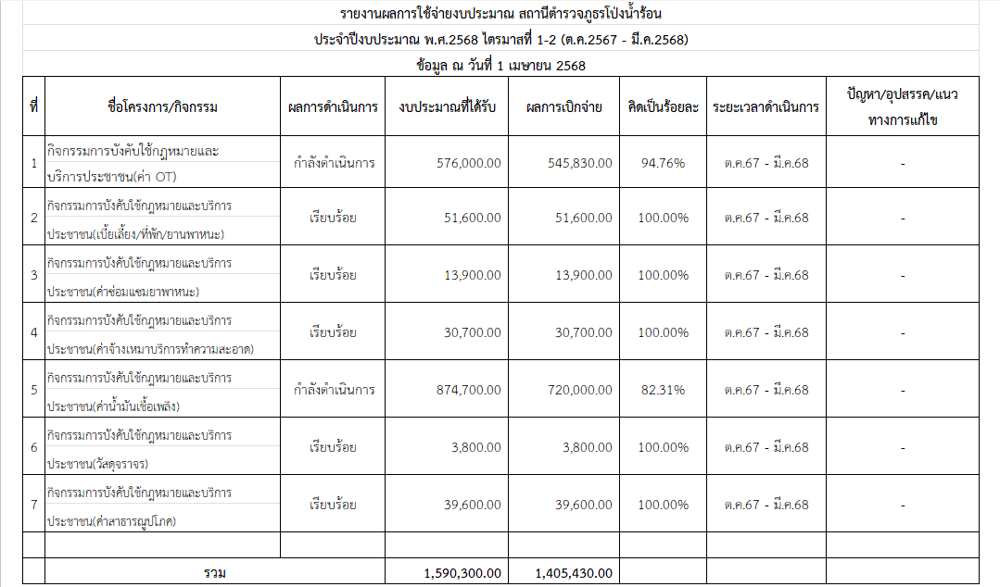 รายงานผลการใช้จ่ายงบประมาณ สถานีตำรวจภูธรโป่งน้ำร้อน
ประจำปีงบประมาณ พ.ศ.2568 ไตรมาสที่ 1-2 (ต.ค.2567 - มี.ค.2568)
ข้อมูล ณ วันที่ 1 เมษายน 2568
ที่ ชื่อโครงการ/กิจกรรม ผลการดำเนินการ งบประมาณที่ได้รับ ผลการเบิกจ่าย คิดเป็นร้อยละ ระยะเวลาดำเนินการ ปัญหา/อุปสรรค/แนว
ทางการแก้ไข
1 กิจกรรมการบังคับใช้กฎหมายและ
บริการประชาชน(ค่า OT) กำลังดำเนินการ 576,000.00 545,830.00 94.76% ต.ค.67 - มี.ค.68 -
2 กิจกรรมการบังคับใช้กฎหมายและบริการ
ประชาชน(เบี้ยเลี้ยง/ที่พัก/ยานพาหนะ) เรียบร้อย 51,600.00 51,600.00 100.00% ต.ค.67 - มี.ค.68 -
3 กิจกรรมการบังคับใช้กฎหมายและบริการ
ประชาชน(ค่าซ่อมแซมยาพาหนะ) เรียบร้อย 13,900.00 13,900.00 100.00% ต.ค.67 - มี.ค.68 -
4 กิจกรรมการบังคับใช้กฎหมายและบริการ
ประชาชน(ค่าจ้างเหมาบริการทำความสะอาด) เรียบร้อย 30,700.00 30,700.00 100.00% ต.ค.67 - มี.ค.68 -
5 กิจกรรมการบังคับใช้กฎหมายและบริการ
ประชาชน(ค่าน้ำมันเชื้อเพลิง) กำลังดำเนินการ 874,700.00 720,000.00 82.31% ต.ค.67 - มี.ค.68 -
6 กิจกรรมการบังคับใช้กฎหมายและบริการ
ประชาชน(วัสดุจราจร) เรียบร้อย 3,800.00 3,800.00 100.00% ต.ค.67 - มี.ค.68 -
7 กิจกรรมการบังคับใช้กฎหมายและบริการ
ประชาชน(ค่าสาธารณูปโภค) เรียบร้อย 39,600.00 39,600.00 100.00% ต.ค.67 - มี.ค.68 -
รวม 1,590,300.00 1,405,430.00